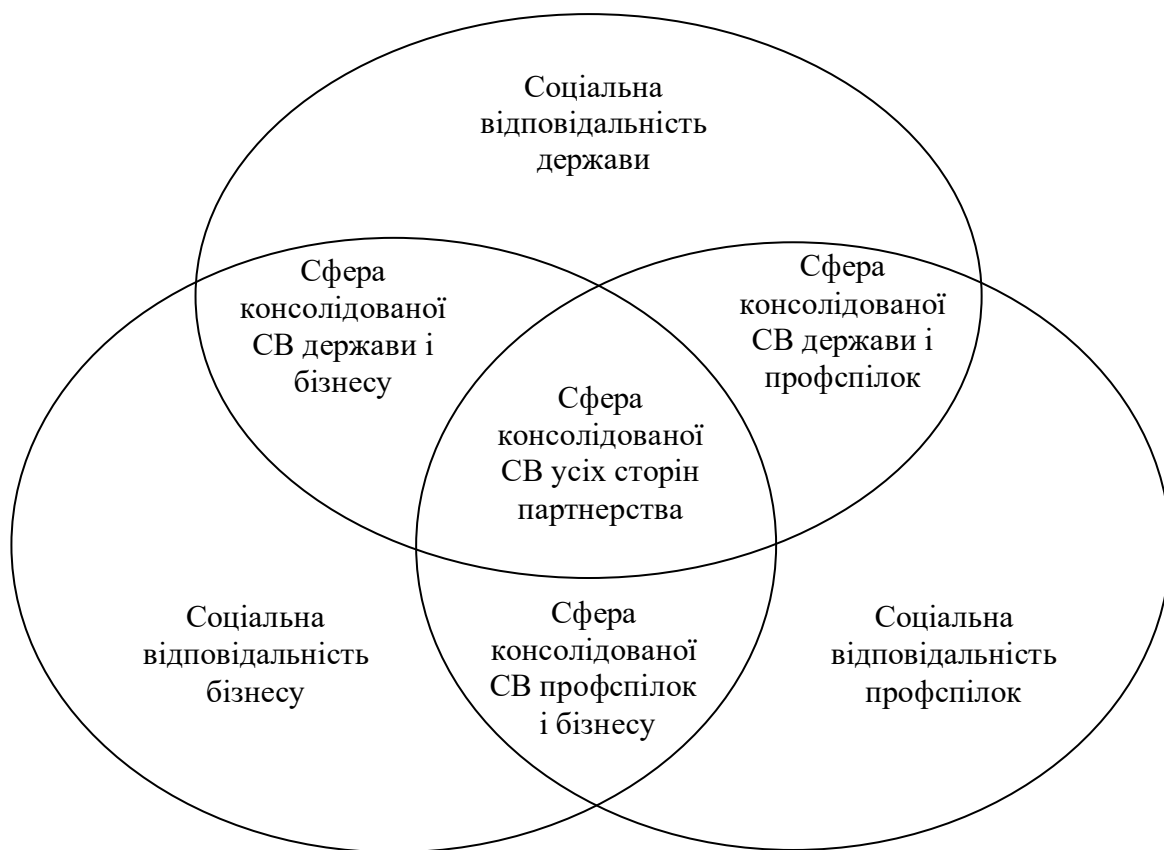 Соціальна
відповідальність
держави
Сфера
консолідованої
СВ держави і
бізнесу
Сфера
консолідованої
СВ держави і
профспілок
Сфера
консолідованої
СВ усіх сторін
партнерства
Соціальна
відповідальність
бізнесу
Сфера
консолідованої
СВ профспілок
і бізнесу
Соціальна
відповідальність
профспілок